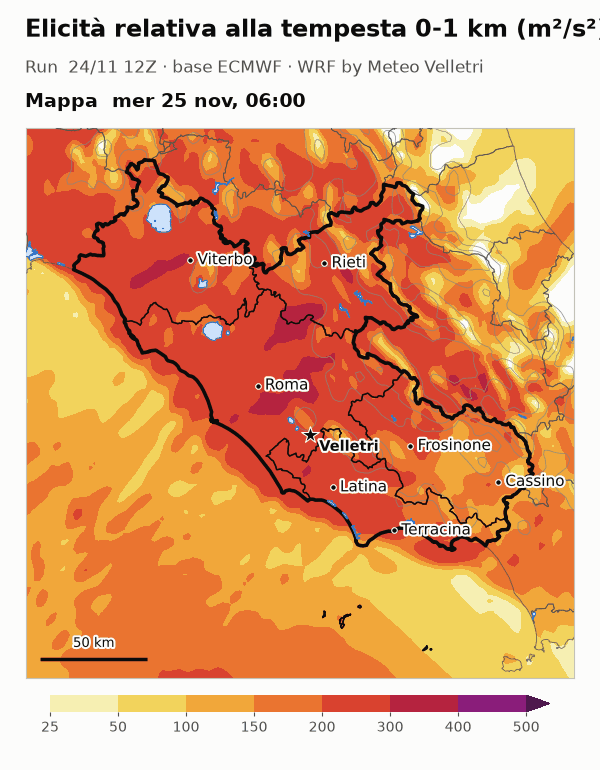 Elicità relativa alla tempesta 0-1 km (m²/s²)
Run  24/11 12Z · base ECMWF · WRF by Meteo Velletri
Mappa  mer 25 nov, 06:00
Viterbo
Rieti
Roma
Velletri
Frosinone
Latina
Cassino
Terracina
50 km
25 50 100 150 200 300 400 500